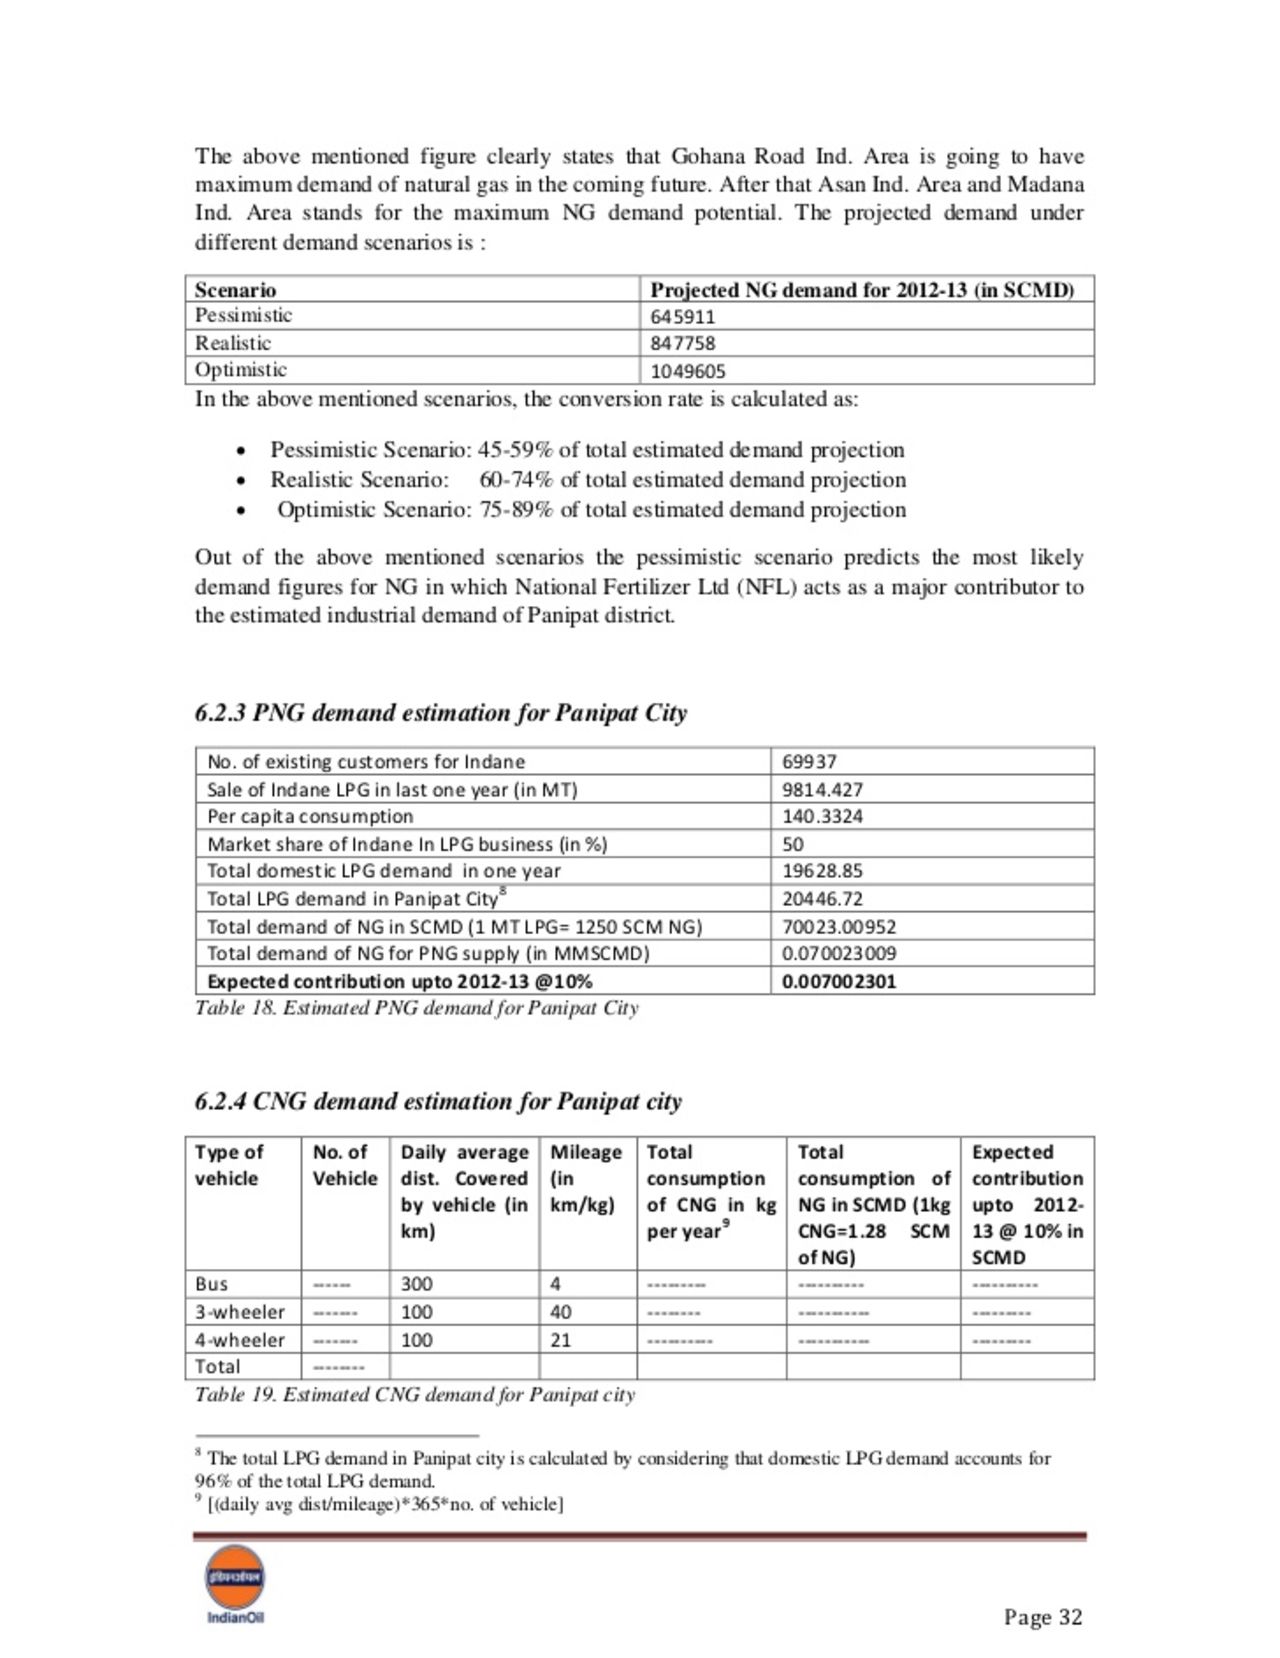 The above mentioned figure clearly states that Gohana Road Ind. Area is going to have
maximum demand of natural gas in the coming future. After that Asan Ind. Area and Madana
Ind. Area stands for the maximum NG demand potential. The projected demand under
different demand scenarios is :
Scenario Projected NG demand for 2012-13 (in SCMD)
Pessimistic 645911
Realistic 847758
Optimistic 1049605
In the above mentioned scenarios, the conversion rate is calculated as:
• Pessimistic Scenario: 45-59% of total estimated demand projection
• Realistic Scenario: 60-74% of total estimated demand projection
• Optimistic Scenario: 75-89% of total estimated demand projection
Out of the above mentioned scenarios the pessimistic scenario predicts the most likely
demand figures for NG in which National Fertilizer Ltd (NFL) acts as a major contributor to
the estimated industrial demand of Panipat district.
6.2.3 PNG demand estimation for Panipat City
No. of existing customers for Indane 69937
Sale of Indane LPG in last one year (in MT) 9814.427
Per capita consumption 140.3324
Market share of Indane In LPG business (in %) 50
Total domestic LPG demand in one year 19628.85
Total LPG demand in Panipat City8 20446.72
Total demand of NG in SCMD (1 MT LPG= 1250 SCM NG) 70023.00952
Total demand of NG for PNG supply (in MMSCMD) 0.070023009
Expected contribution upto 2012-13 @10% 0.007002301
Table 18. Estimated PNG demand for Panipat City
6.2.4 CNG demand estimation for Panipat city
Type of No. of Daily average Mileage Total Total Expected
vehicle Vehicle dist. Covered (in consumption consumption of contribution
by vehicle (in km/kg) of CNG in kg NG in SCMD (1kg upto 2012-
km) per year9 CNG=1.28 SCM 13 @ 10% in
of NG) SCMD
Bus ------ 300 4 --------- ---------- ----------
3-wheeler ------- 100 40 -------- ----------- ---------
4-wheeler ------- 100 21 ---------- ----------- ---------
Total --------
Table 19. Estimated CNG demand for Panipat city
8 The total LPG demand in Panipat city is calculated by considering that domestic LPG demand accounts for
96% of the total LPG demand.
9 [(daily avg dist/mileage)*365*no. of vehicle]
इंडियनऑयल
IndianOil
Page 32